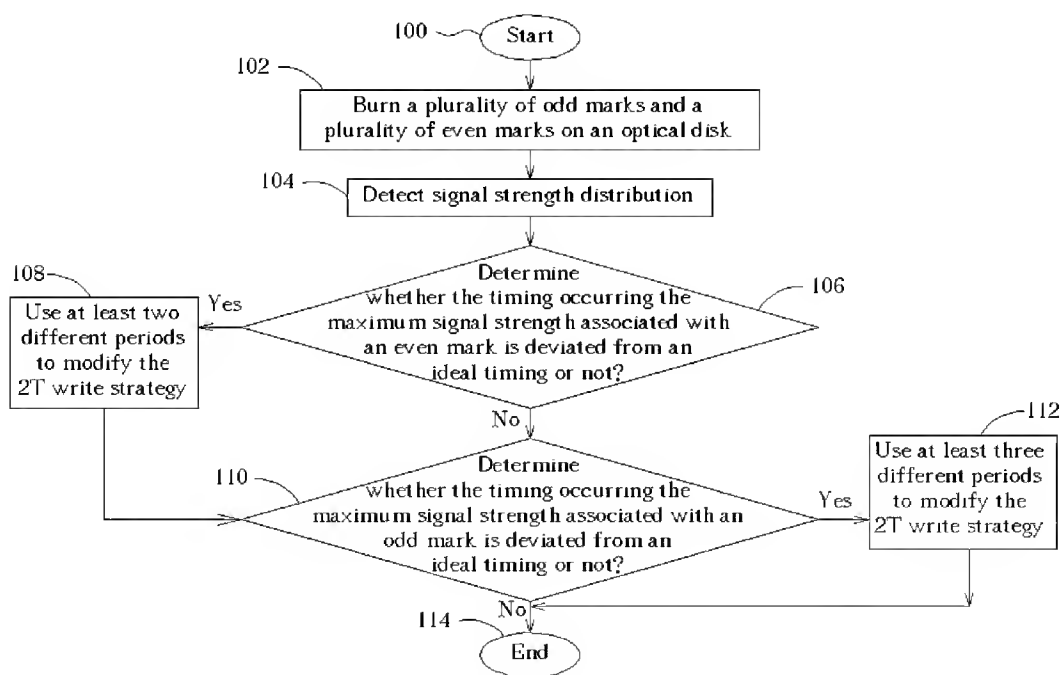 100
Start
102
Burn a plurality of odd marks and a
plurality of even marks on an optical disk
104
Detect signal strength distribution
106
Determine
whether the timing occurring the
maximum signal strength associated with
an even mark is deviated from an
ideal timing or not?
108
Yes
Use at least two
different periods
to modify the
2T write strategy
No
110
Determine
whether the timing occurring the
maximum signal strength associated with an
odd mark is deviated from an
ideal timing or not?
112
Yes
Use at least three
different periods
to modify the
2T write strategy
No
114
End